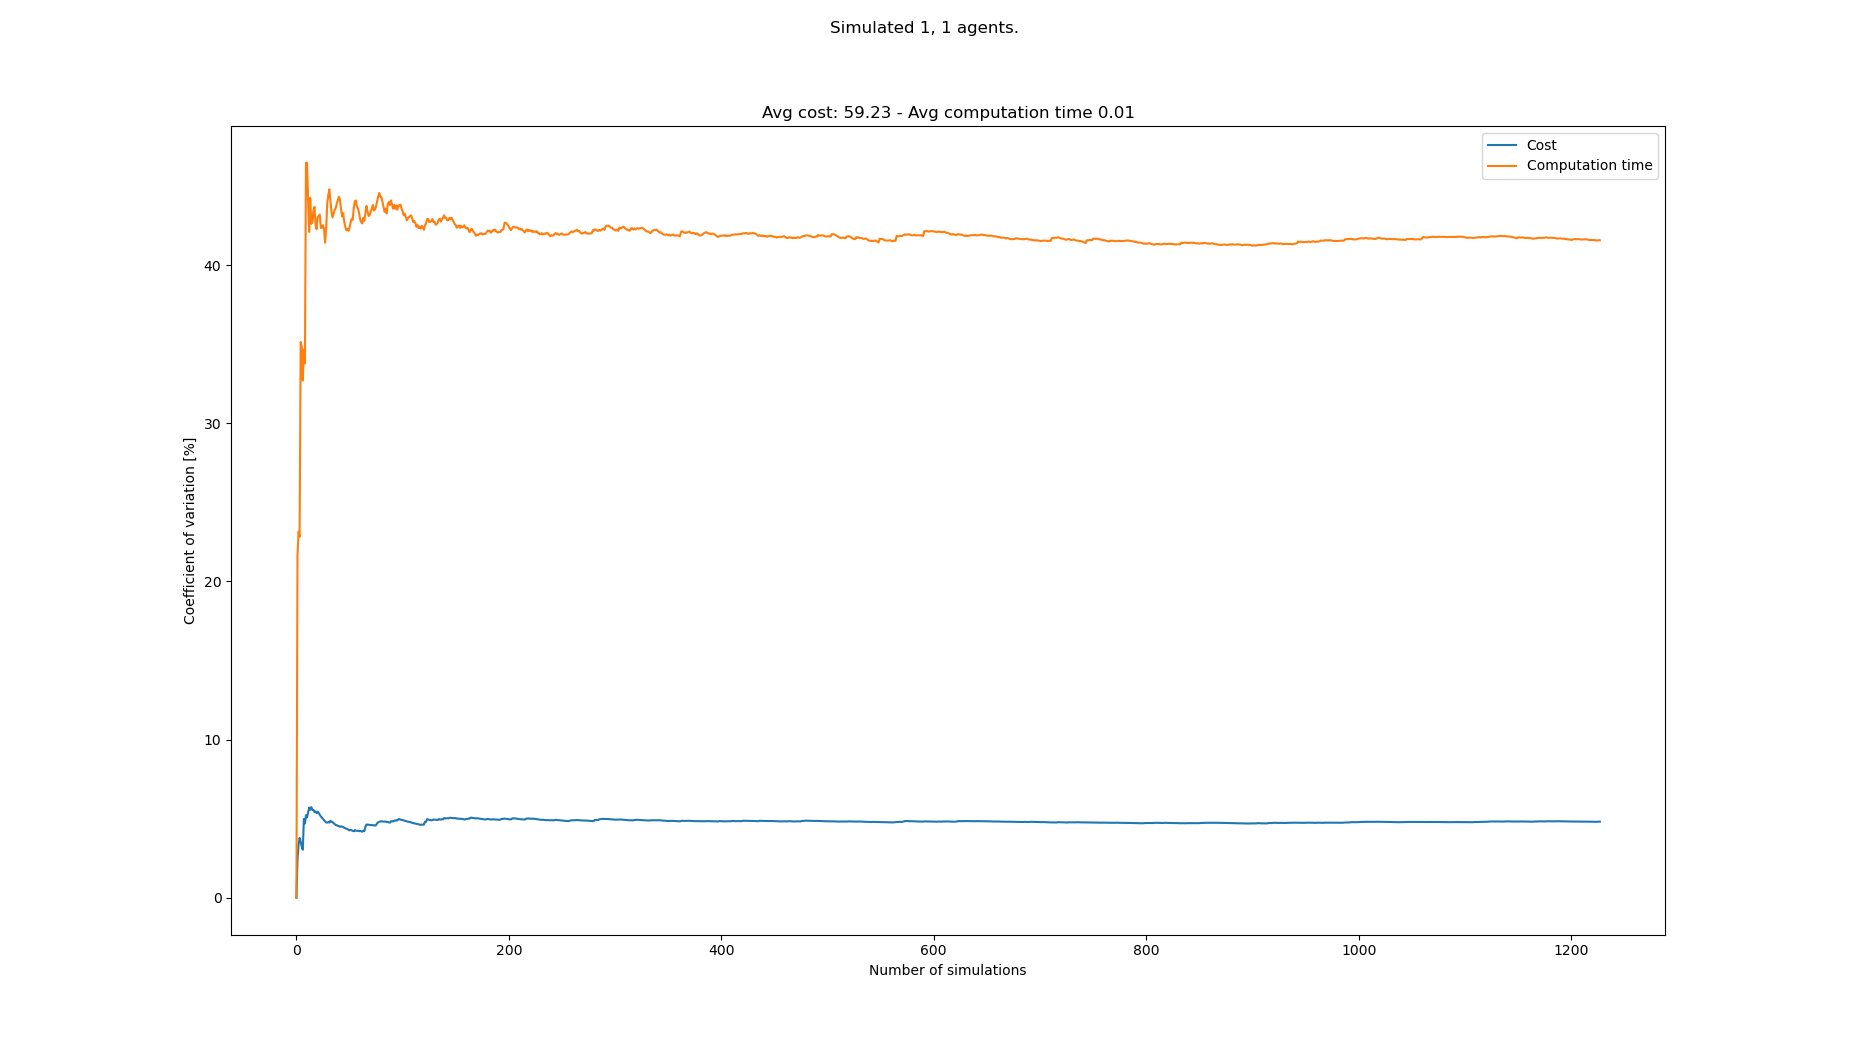 Simulated 1, 1 agents.
Avg cost: 59.23 - Avg computation time 0.01
Cost
Computation time
Coefficient of variation [%]
40
30
20
10
0
0 200 400 600 800 1000 1200
Number of simulations